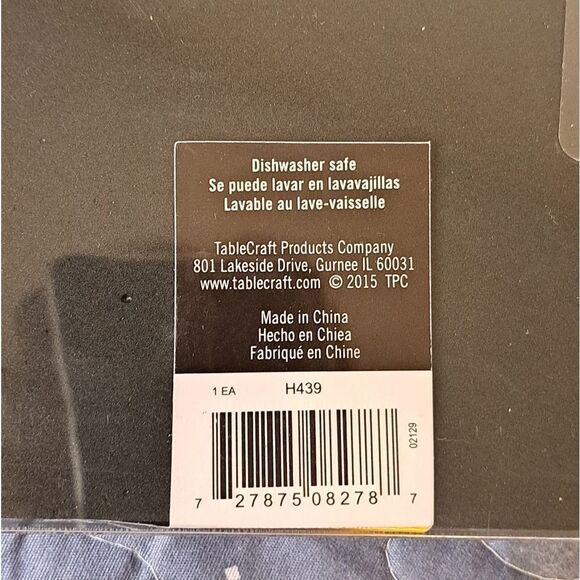 Dishwasher safe
Se puede lavar en lavavajillas
Lavable au lave-vaisselle
TableCraft Products Company
801 Lakeside Drive, Gurnee IL 60031
www.tablecraft.com © 2015 TPC
Made in China
Hecho en Chiea
Fabriqué en Chine
1 EA H439
02129
7 27875 08278 7